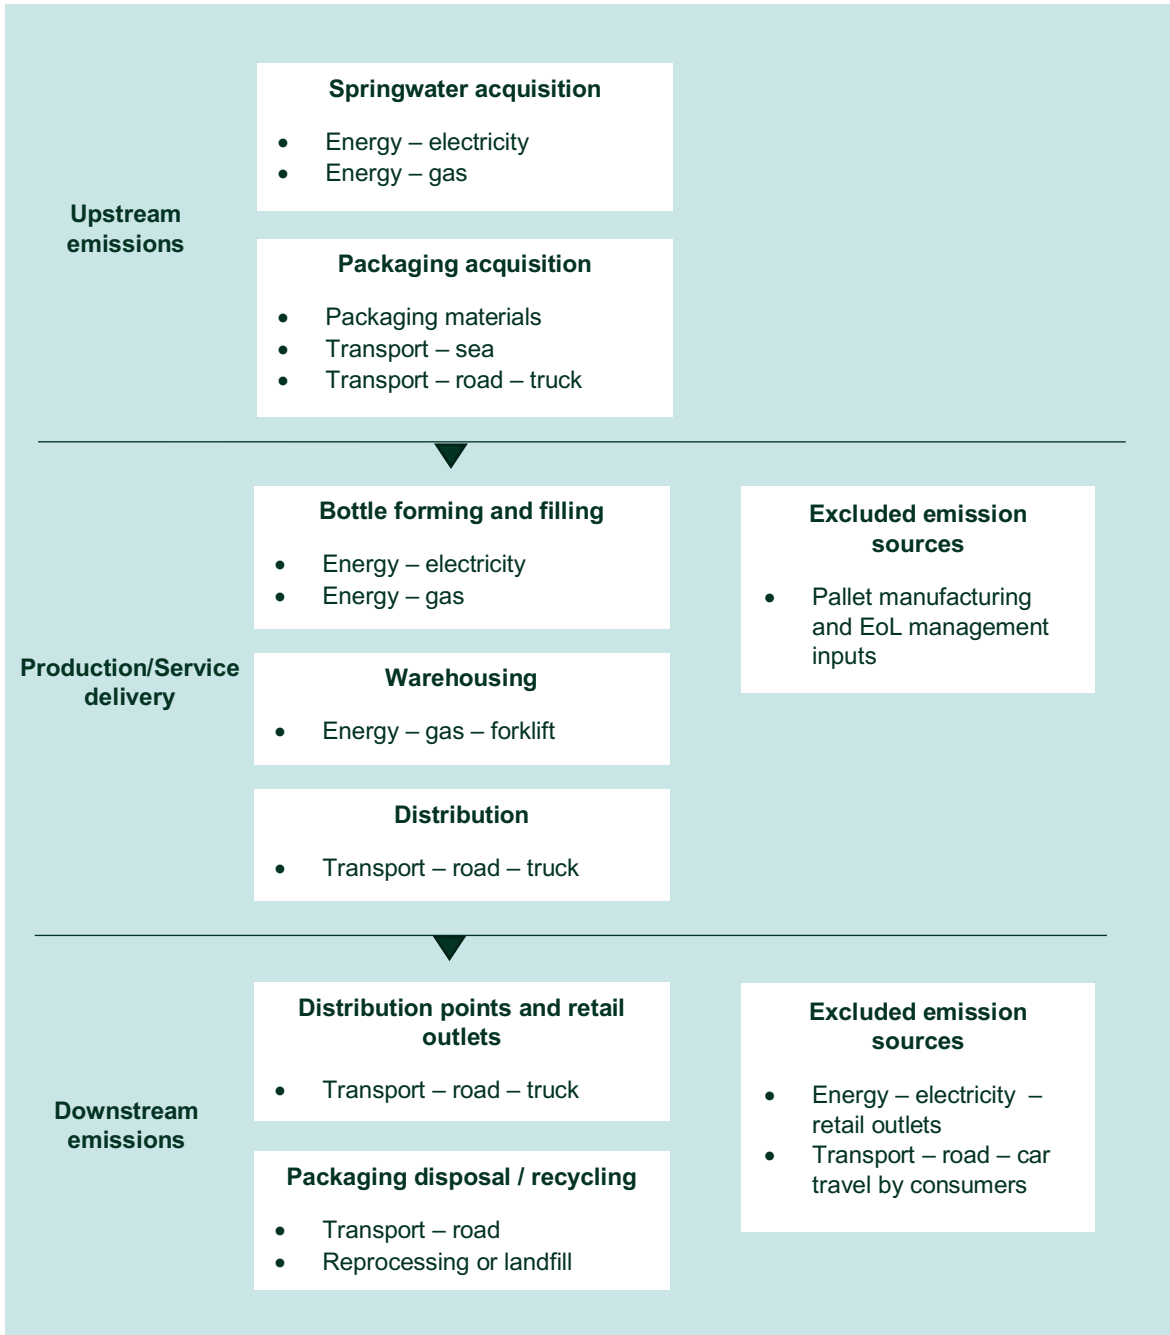 Upstream
emissions
Springwater acquisition
• Energy – electricity
• Energy – gas
Packaging acquisition
• Packaging materials
• Transport – sea
• Transport – road – truck
Production/Service
delivery
Bottle forming and filling
• Energy – electricity
• Energy – gas
Warehousing
• Energy – gas – forklift
Distribution
• Transport – road – truck
Excluded emission
sources
• Pallet manufacturing
and EoL management
inputs
Downstream
emissions
Distribution points and retail
outlets
• Transport – road – truck
Packaging disposal / recycling
• Transport – road
• Reprocessing or landfill
Excluded emission
sources
• Energy – electricity –
retail outlets
• Transport – road – car
travel by consumers